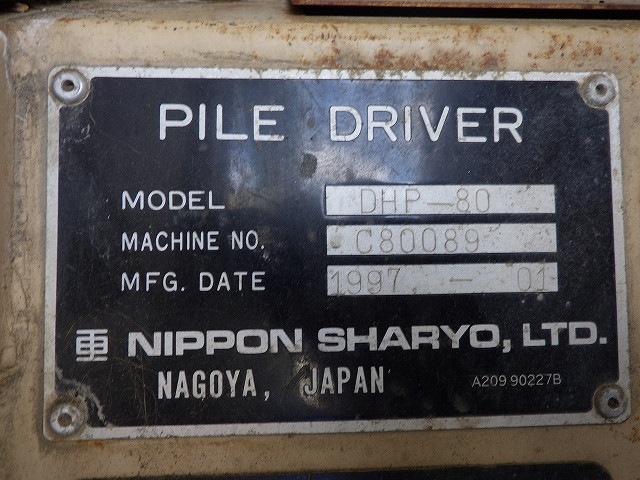 PILE DRIVER
MODEL DHP-80
MACHINE NO. C80089
MFG. DATE 1997 - 01
NIPPON SHARYO, LTD.
NAGOYA, JAPAN A209 90227B